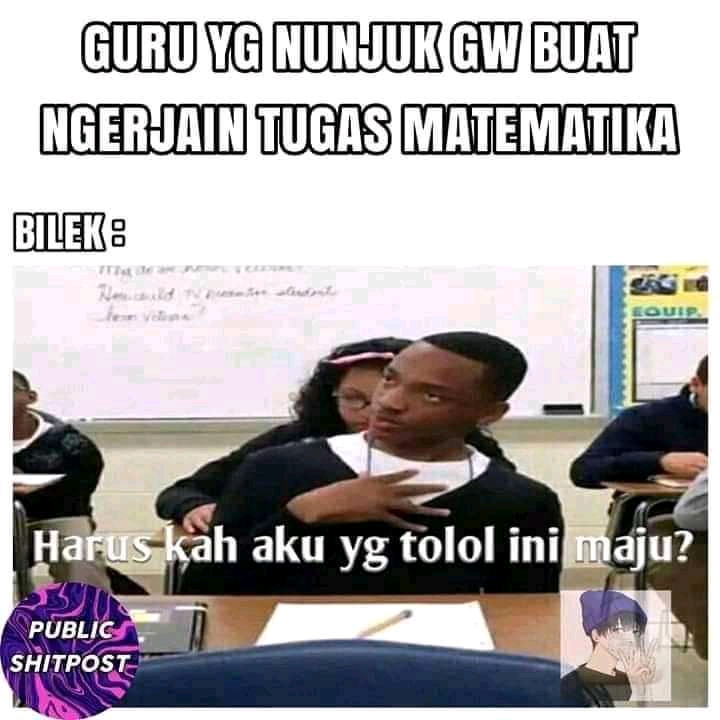 GURU YG NUNJUK GW BUAT
NGERJAIN TUGAS MATEMATIKA
BILEK :
EQUIP
Harus kah aku yg tolol ini maju?
PUBLIC
SHITPOST